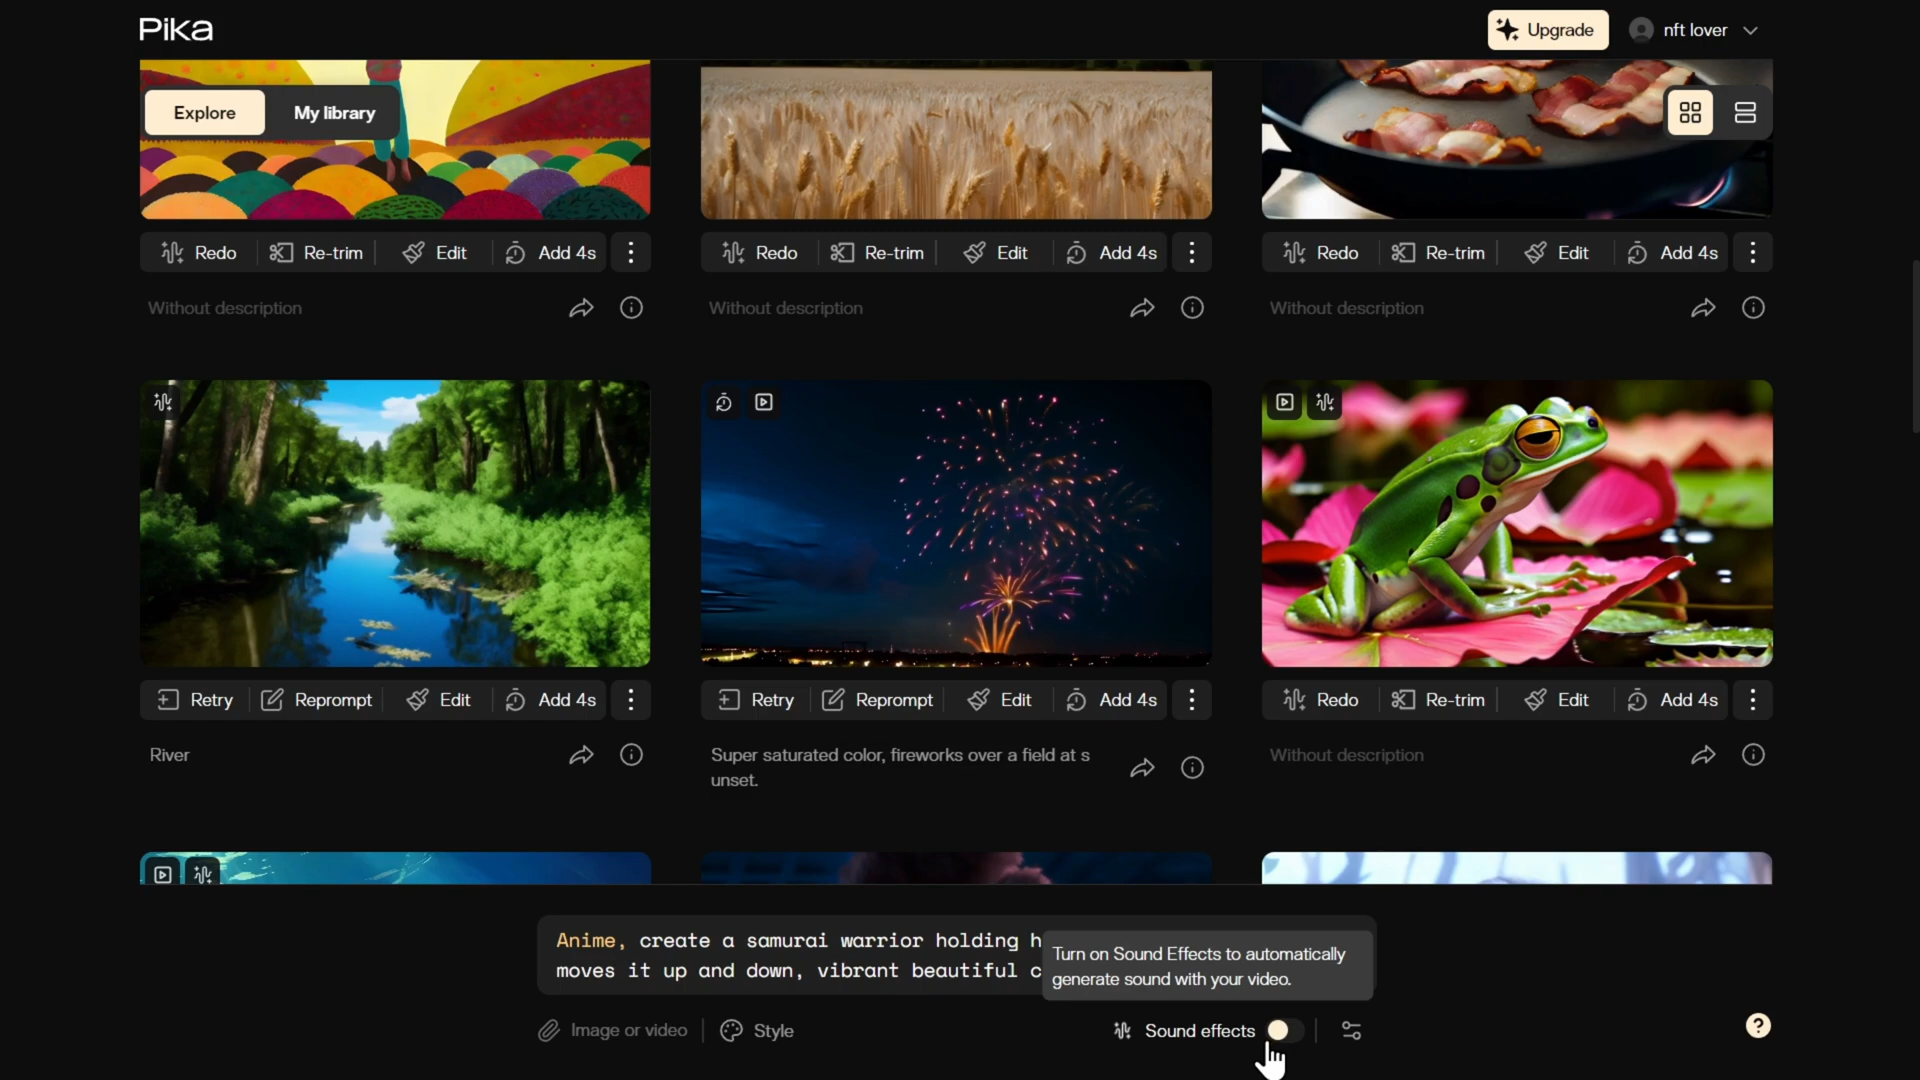 Pika
Upgrade
nft lover
Explore
My library
Redo Re-trim Edit Add 4s
Redo Re-trim Edit Add 4s
Redo Re-trim Edit Add 4s
Without description
Without description
Without description
Retry Reprompt Edit Add 4s
Retry Reprompt Edit Add 4s
Redo Re-trim Edit Add 4s
River
Super saturated color, fireworks over a field at s
unset.
Without description
Anime, create a samurai warrior holding h
moves it up and down, vibrant beautiful c
Turn on Sound Effects to automatically
generate sound with your video.
Image or video
Style
Sound effects
?